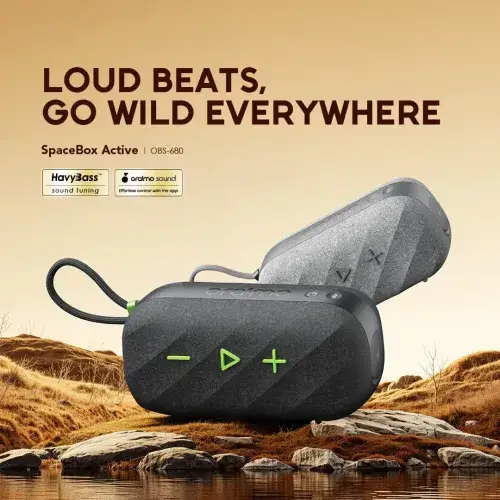 LOUD BEATS,
GO WILD EVERYWHERE
SpaceBox Active | OBS-680
HavyBass™
sound tuning
oraimo sound
Effortless control with the app
oraimo